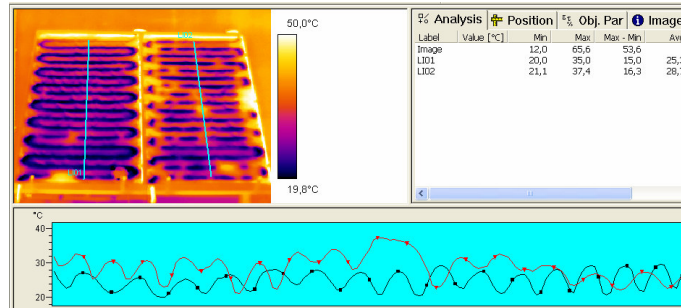 50,0°C
LI02
LI01
19,8°C
Analysis Position Obj. Par Image
Label Value [°C] Min Max Max - Min
Image 12,0 65,6 53,6
LI01 20,0 35,0 15,0
LI02 21,1 37,4 16,3
°C
40
30
20